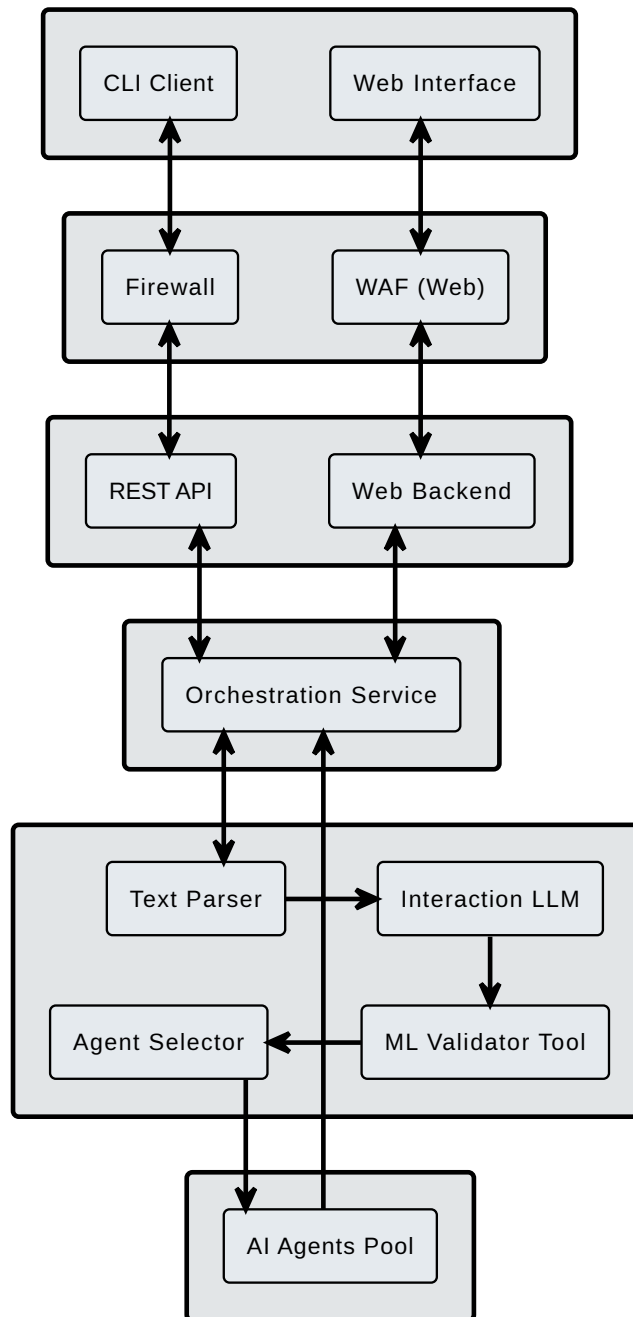 CLI Client
Web Interface
Firewall
WAF (Web)
REST API
Web Backend
Orchestration Service
Text Parser
Interaction LLM
Agent Selector
ML Validator Tool
AI Agents Pool